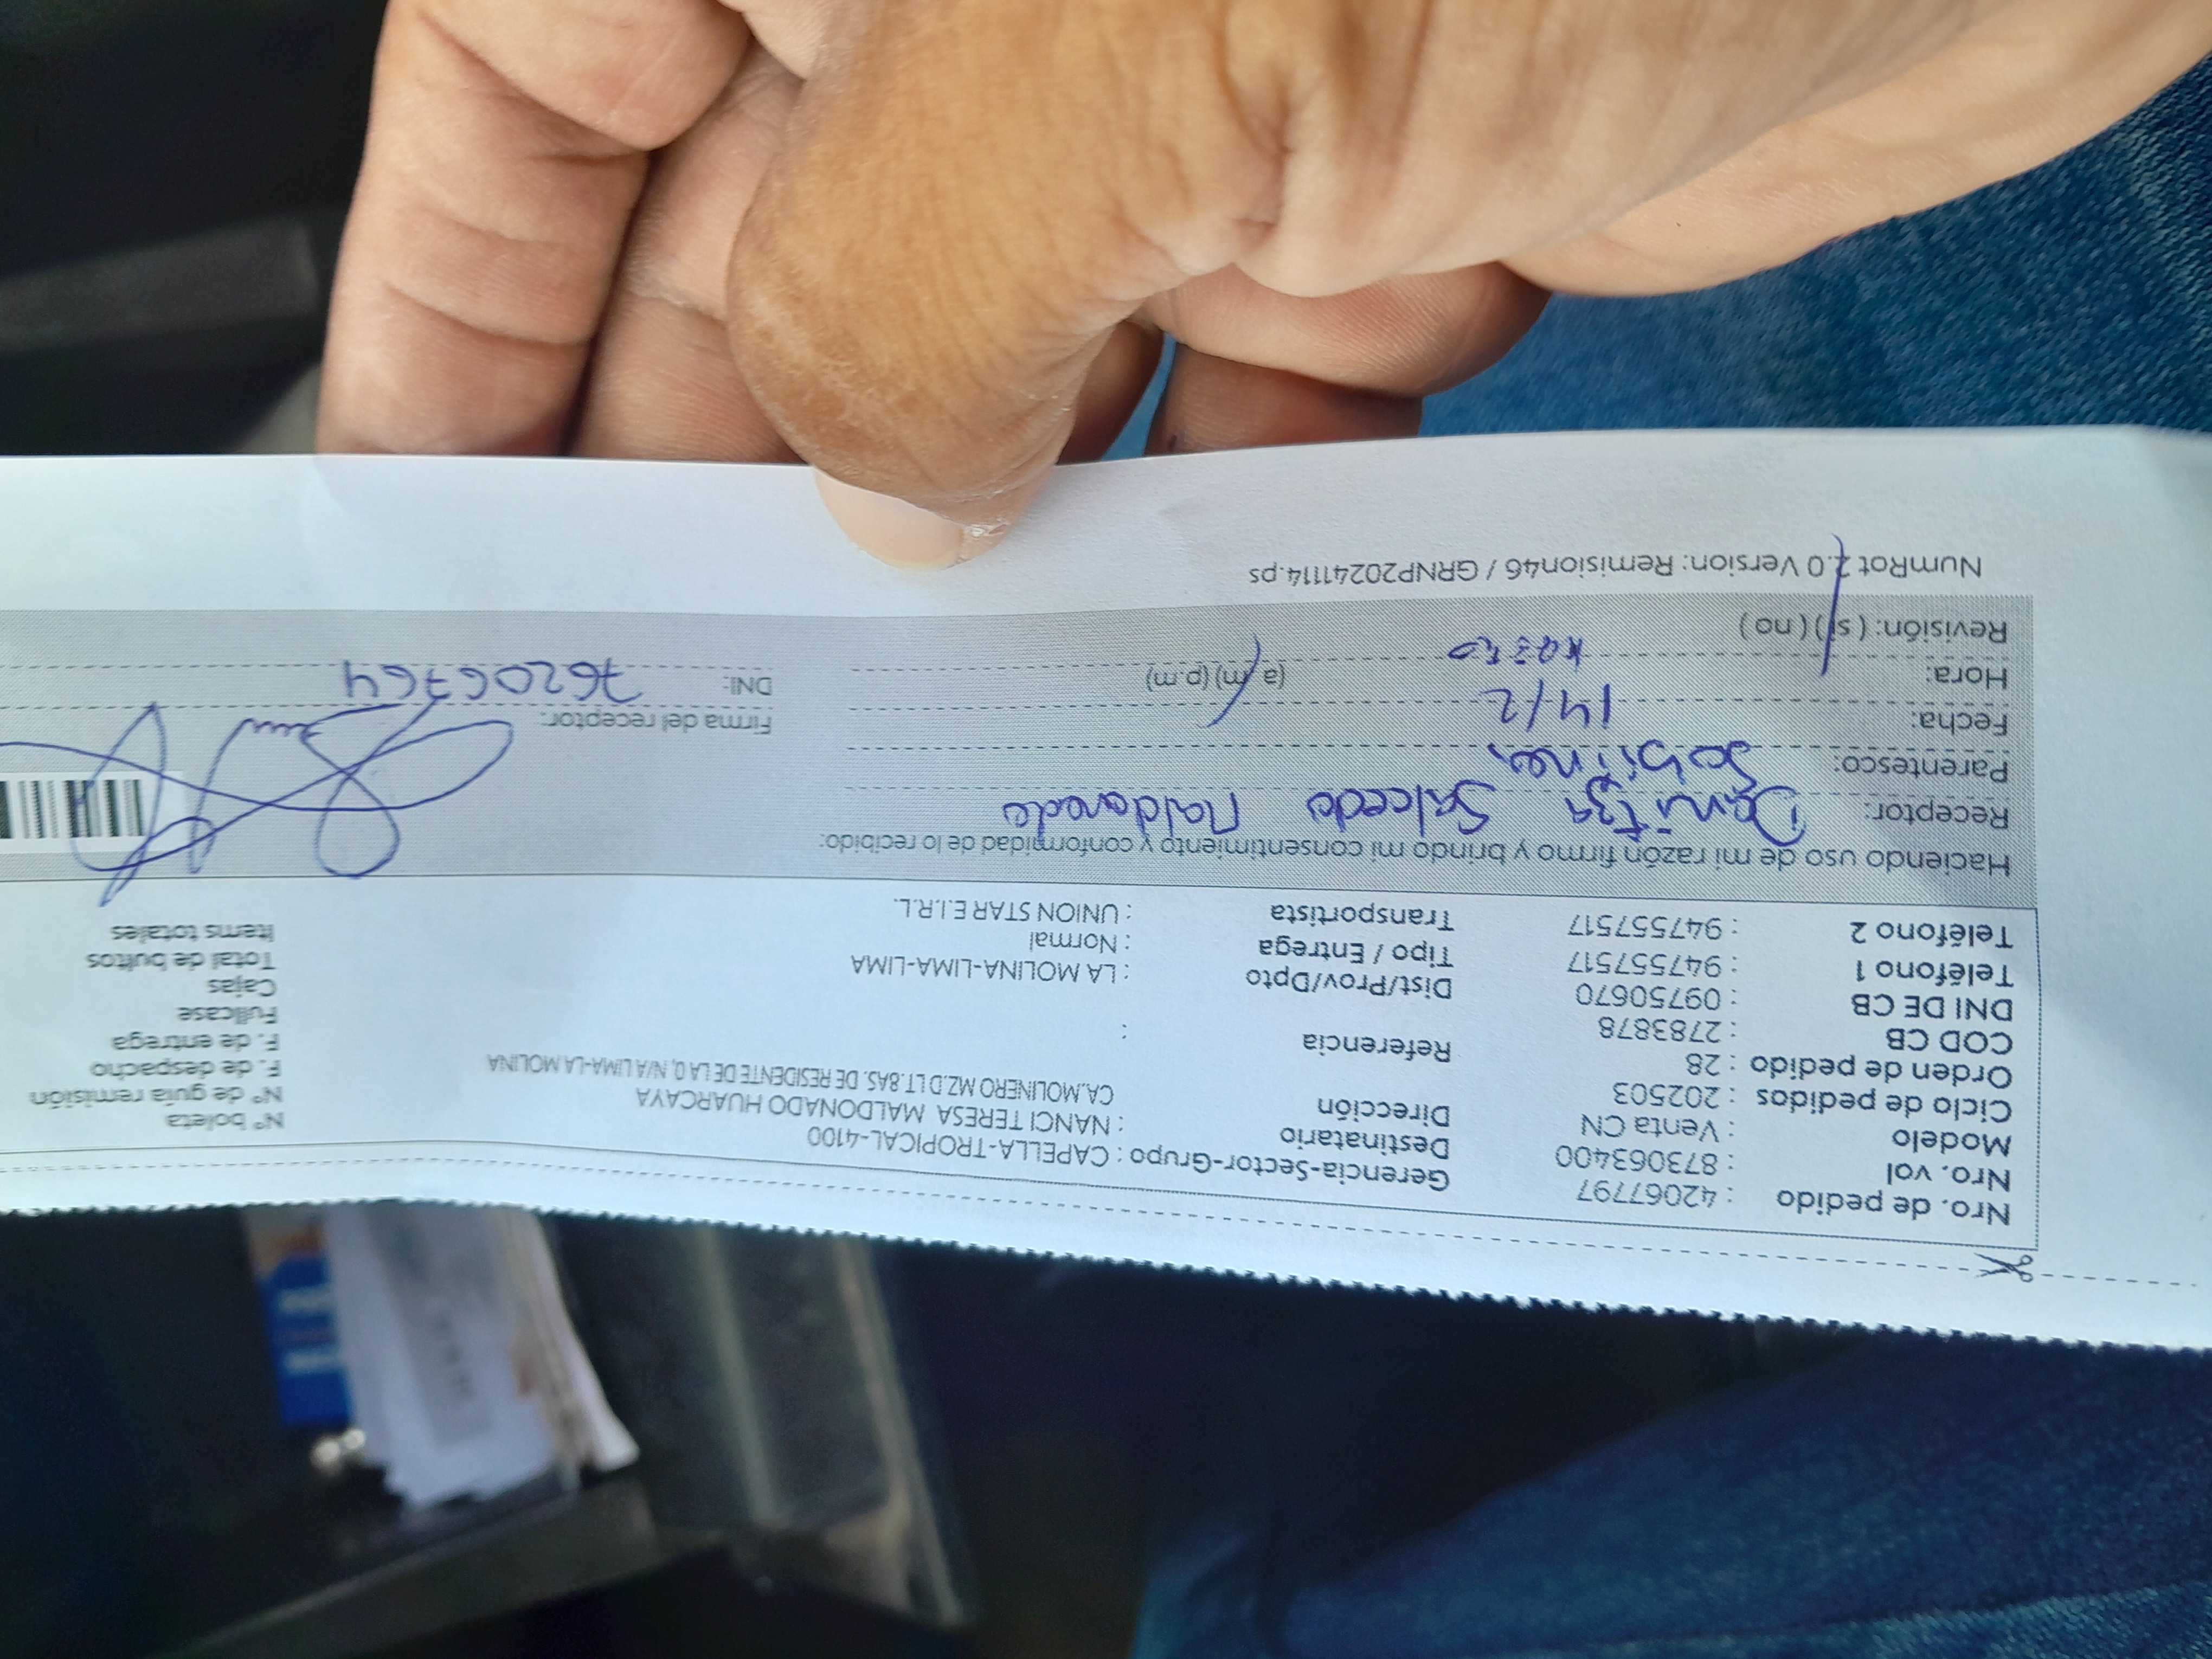 Nro. de pedido : 42067797
Nro. vol : 873063400
Modelo : Venta CN
Ciclo de pedidos : 202503
Orden de pedido : 28
COD CB : 2783878
DNI DE CB : 09750670
Teléfono 1 : 947557517
Teléfono 2 : 947557517
Gerencia-Sector-Grupo : CAPELLA-TROPICAL-4100
Destinatario : NANCI TERESA MALDONADO HUARCAYA
Dirección CA.MOLINERO MZ.D LT.8AS. DE RESIDENTE DE LA 0, N/A LIMA-LA MOLINA
Referencia :
Dist/Prov/Dpto : LA MOLINA-LIMA-LIMA
Tipo / Entrega : Normal
Transportista : UNION STAR E.I.R.L.
Nº boleta
Nº de guía remisión
F. de despacho
F. de entrega
Fullcase
Cajas
Total de bultos
Items totales
Haciendo uso de mi razón firmo y brindo mi consentimiento y conformidad de lo recibido:
Receptor: Danitza Salcedo Maldonado
Parentesco: Sobrina
Fecha: 14/2
Hora: (a.m) (p.m)
Revisión: ( si ) ( no )
Firma del receptor:
DNI: 76206764
NumRot 2.0 Version: Remision46 / GRNP20241114.ps